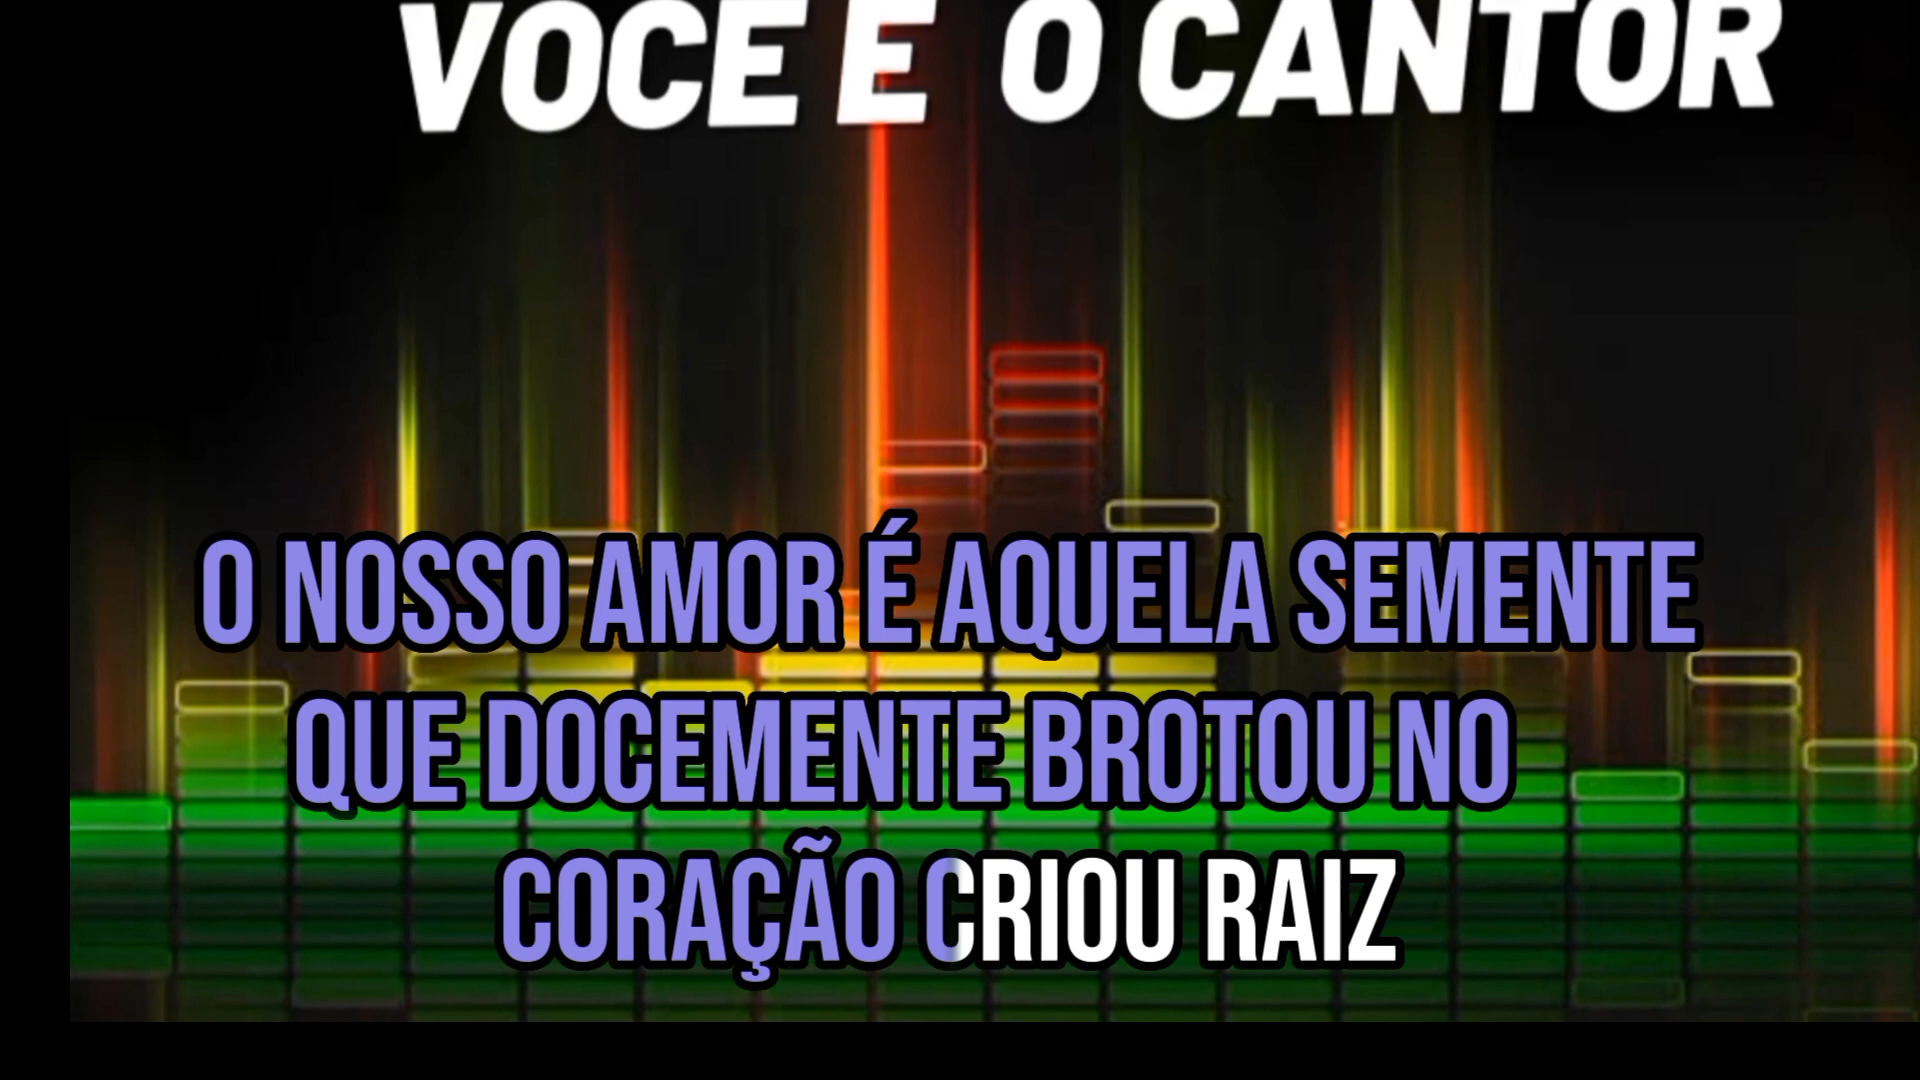 VOCE E O CANTOR
O NOSSO AMOR É AQUELA SEMENTE
QUE DOCEMENTE BROTOU NO
CORAÇÃO CRIOU RAIZ